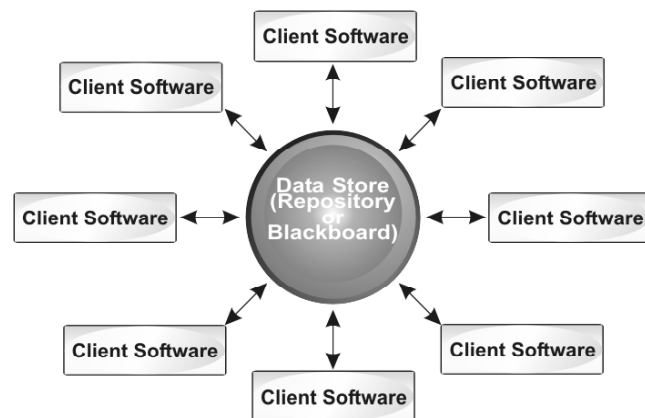 Client Software
Client Software
Client Software
Data Store
(Repository
or
Blackboard)
Client Software
Client Software
Client Software
Client Software
Client Software